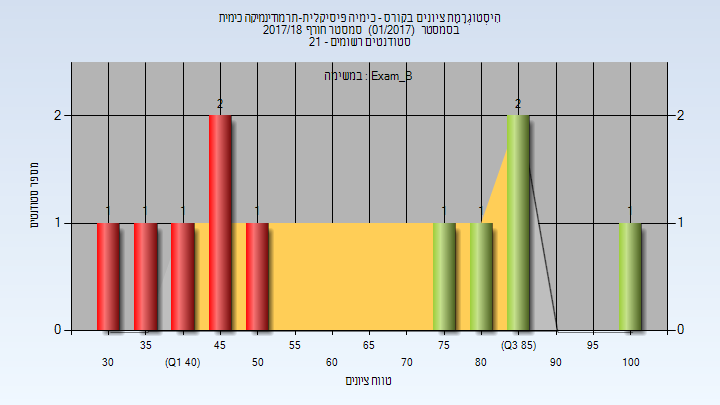 היסטוגרמת ציונים בקורס - כימיה פיסיקלית-תרמודינמיקה כימית
בסמסטר (01/2017) סמסטר חורף 2017/18
סטודנטים רשומים - 21
במשימה : Exam_B
מספר סטודנטים
2 2
1 1
0 0
1 1 1 2 1 1 1 2 1
35 45 55 65 75 (Q3 85) 95
30 (Q1 40) 50 60 70 80 90 100
טווח ציונים